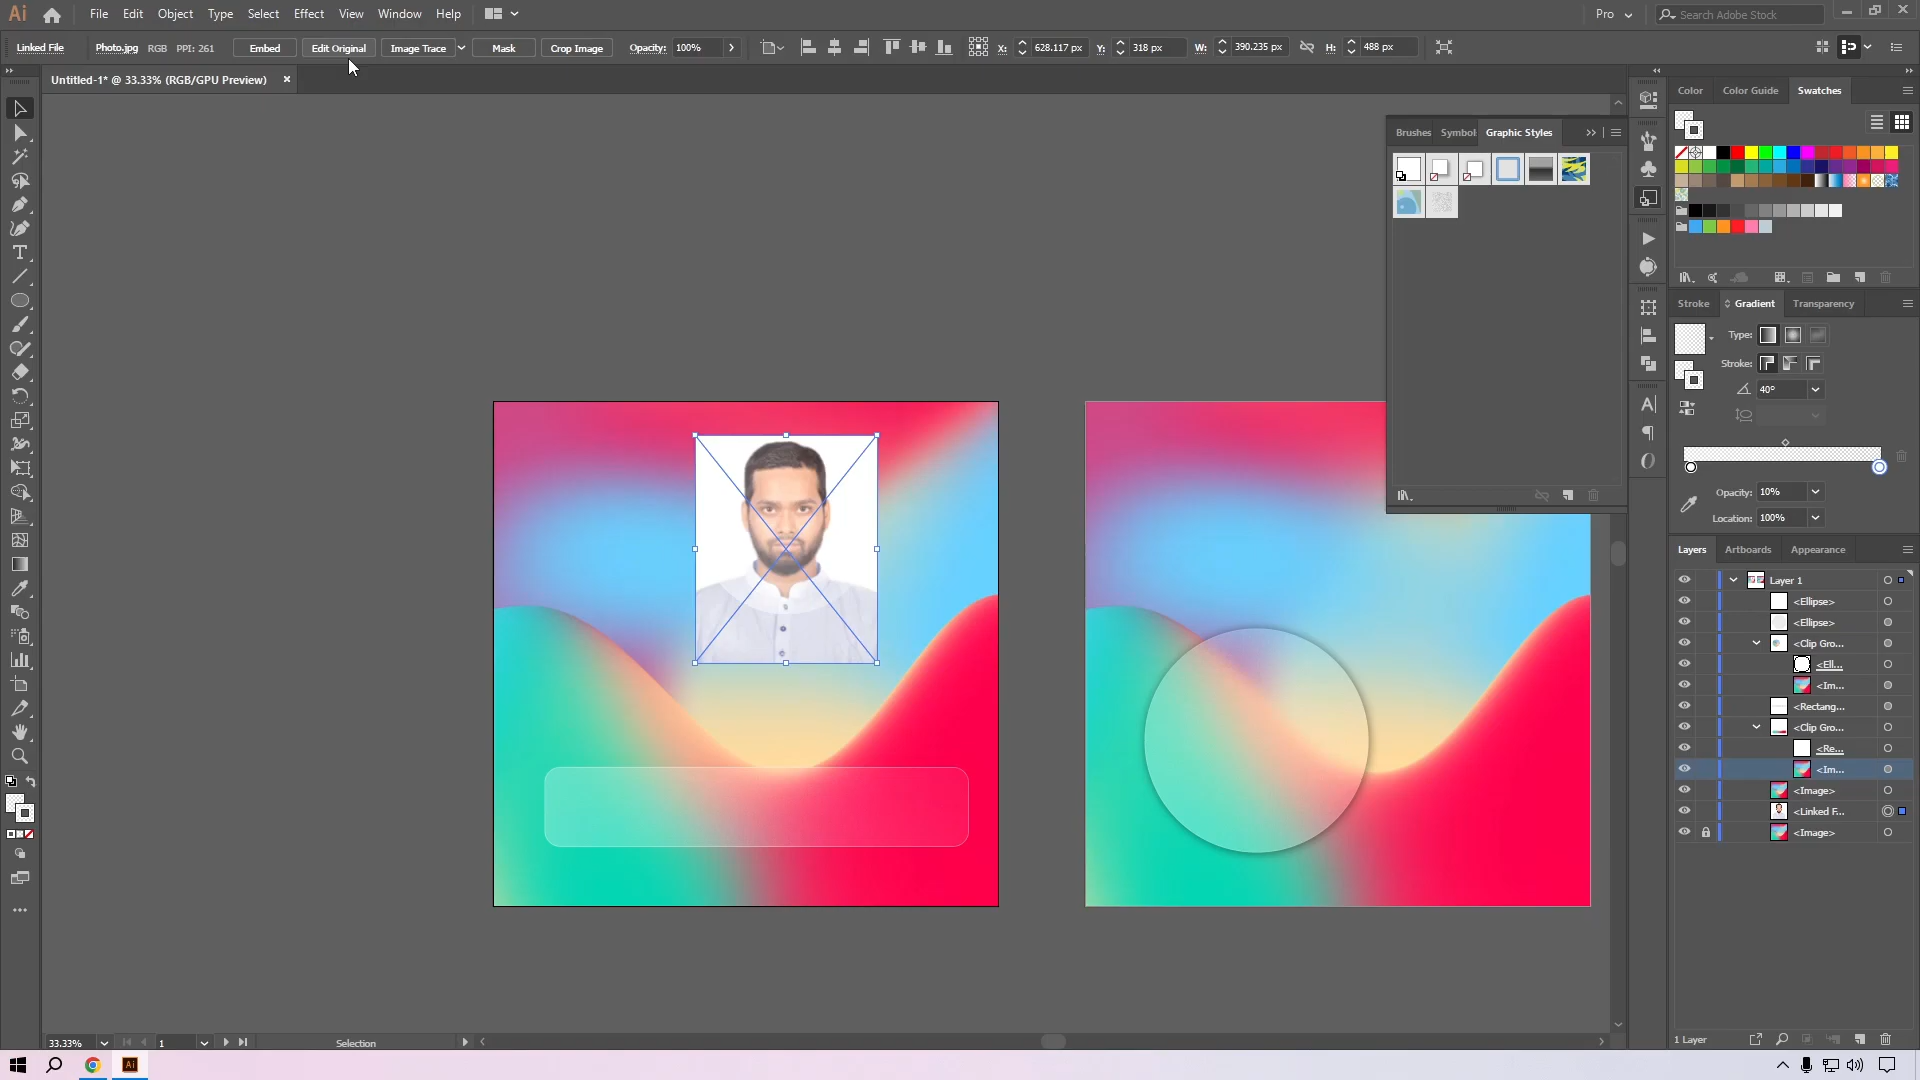 Ai File Edit Object Type Select Effect View Window Help Pro Search Adobe Stock
Linked File Photo.jpg RGB PPI: 261 Embed Edit Original Image Trace Mask Crop Image Opacity: 100% X: 628.117 px Y: 318 px W: 390.235 px H: 488 px
Untitled-1* @ 33.33% (RGB/GPU Preview)
Brushes Symbol Graphic Styles
Color Color Guide Swatches
Stroke Gradient Transparency
Type:
Stroke:
40°
Opacity: 10%
Location: 100%
Layers Artboards Appearance
Layer 1
<Ellipse>
<Ellipse>
<Clip Gro...
<Ell...
<Im...
<Rectang...
<Clip Gro...
<Re...
<Im...
<Image>
<Linked F...
<Image>
1 Layer
33.33% 1 Selection
Ai